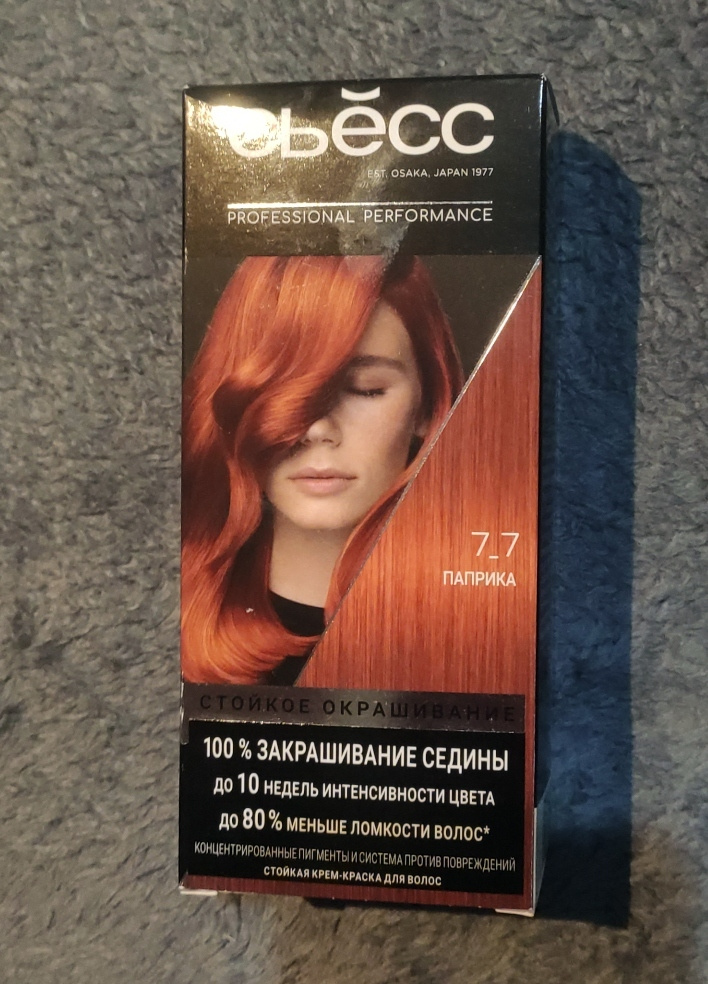 сьёсс
EST. OSAKA, JAPAN 1977
PROFESSIONAL PERFORMANCE
7_7
ПАПРИКА
СТОЙКОЕ ОКРАШИВАНИЕ
100 % ЗАКРАШИВАНИЕ СЕДИНЫ
до 10 НЕДЕЛЬ ИНТЕНСИВНОСТИ ЦВЕТА
до 80 % МЕНЬШЕ ЛОМКОСТИ ВОЛОС*
КОНЦЕНТРИРОВАННЫЕ ПИГМЕНТЫ И СИСТЕМА ПРОТИВ ПОВРЕЖДЕНИЙ
СТОЙКАЯ КРЕМ-КРАСКА ДЛЯ ВОЛОС